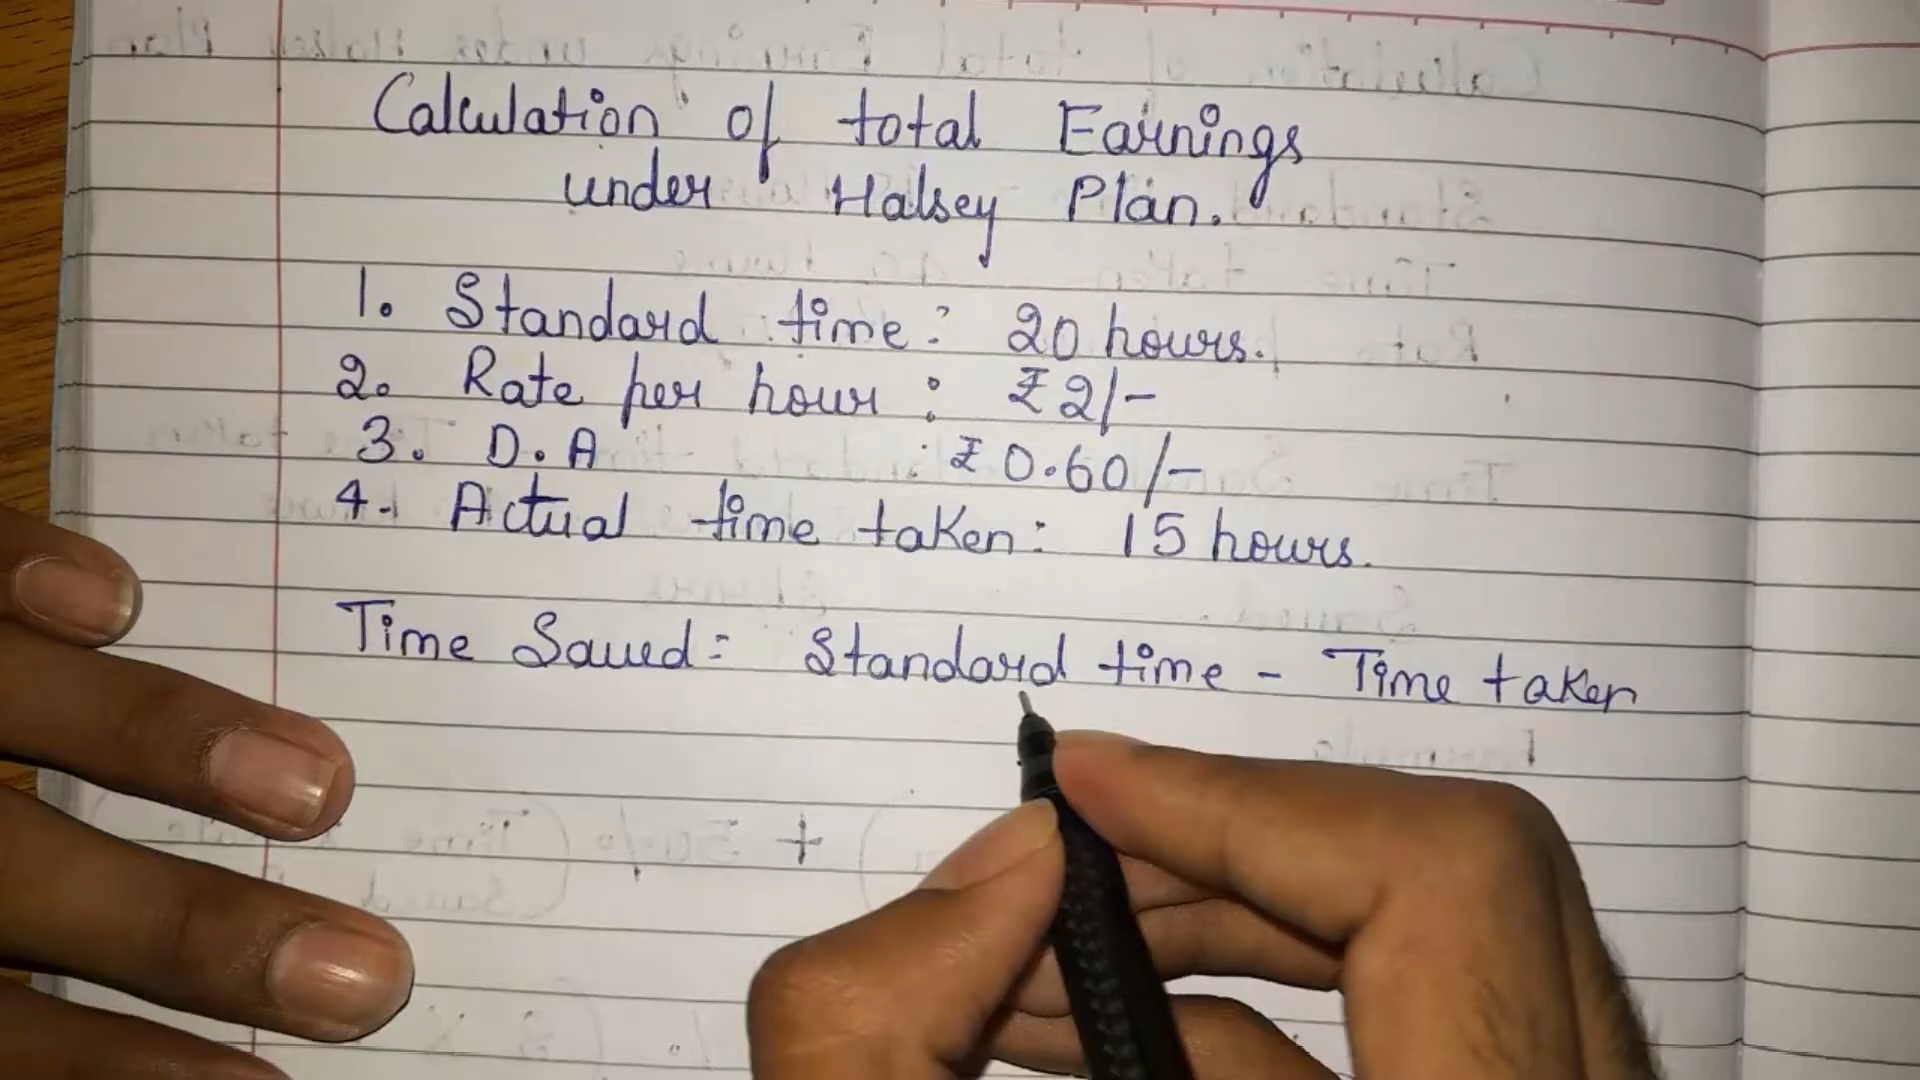 Calculation of total Earnings
under Halsey Plan.
1. Standard time: 20 hours.
2. Rate per hour: ₹2/-
3. D.A : ₹0.60/-
4. Actual time taken: 15 hours.
Time Saved = Standard time - Time taken